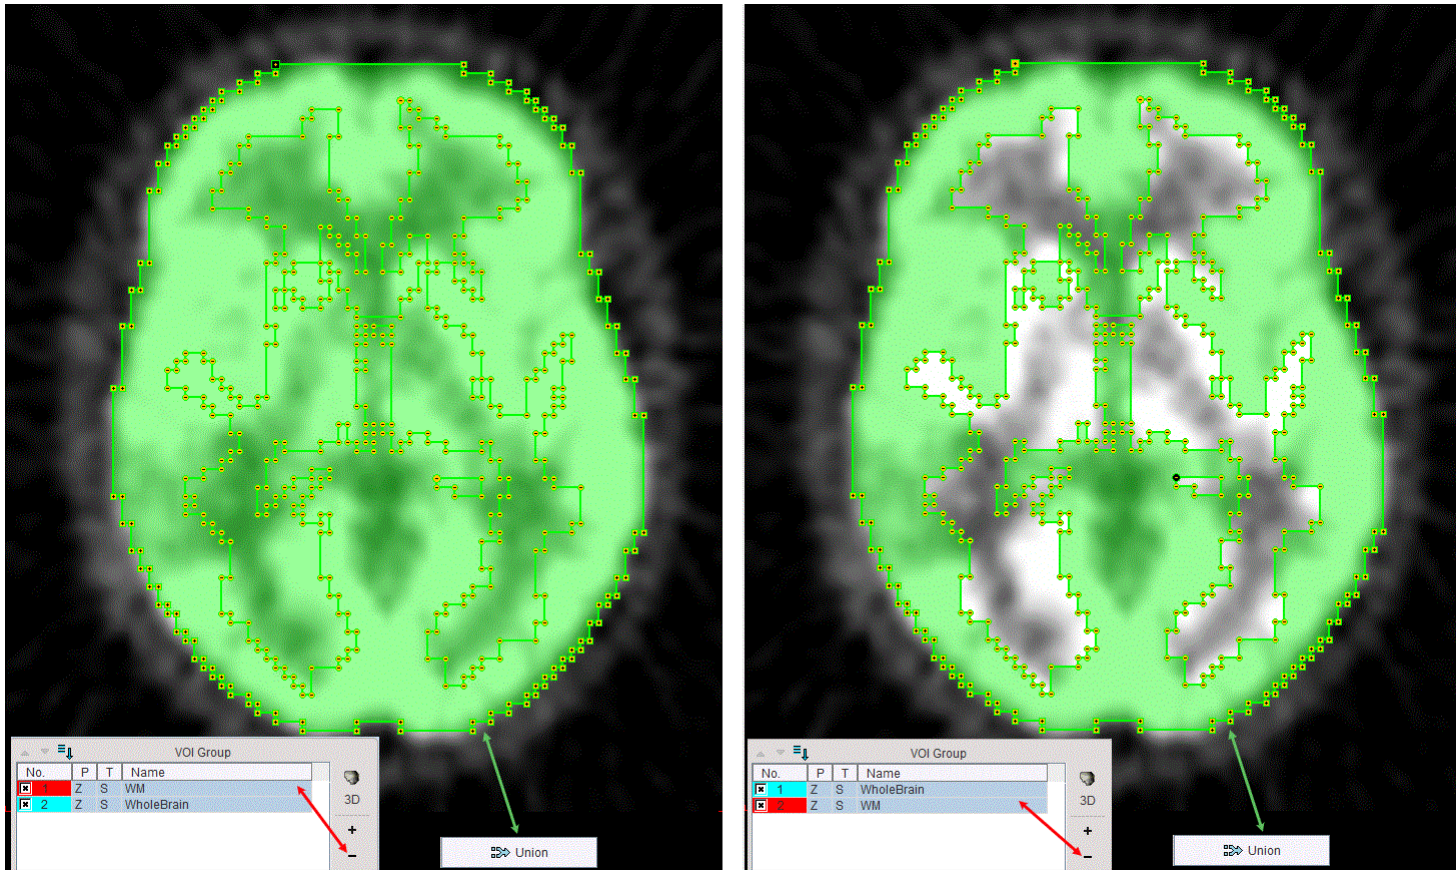 VOI Group
No. P T Name
1 Z S WM
2 Z S WholeBrain
3D
+
−
Union
VOI Group
No. P T Name
1 Z S WholeBrain
2 Z S WM
3D
+
−
Union